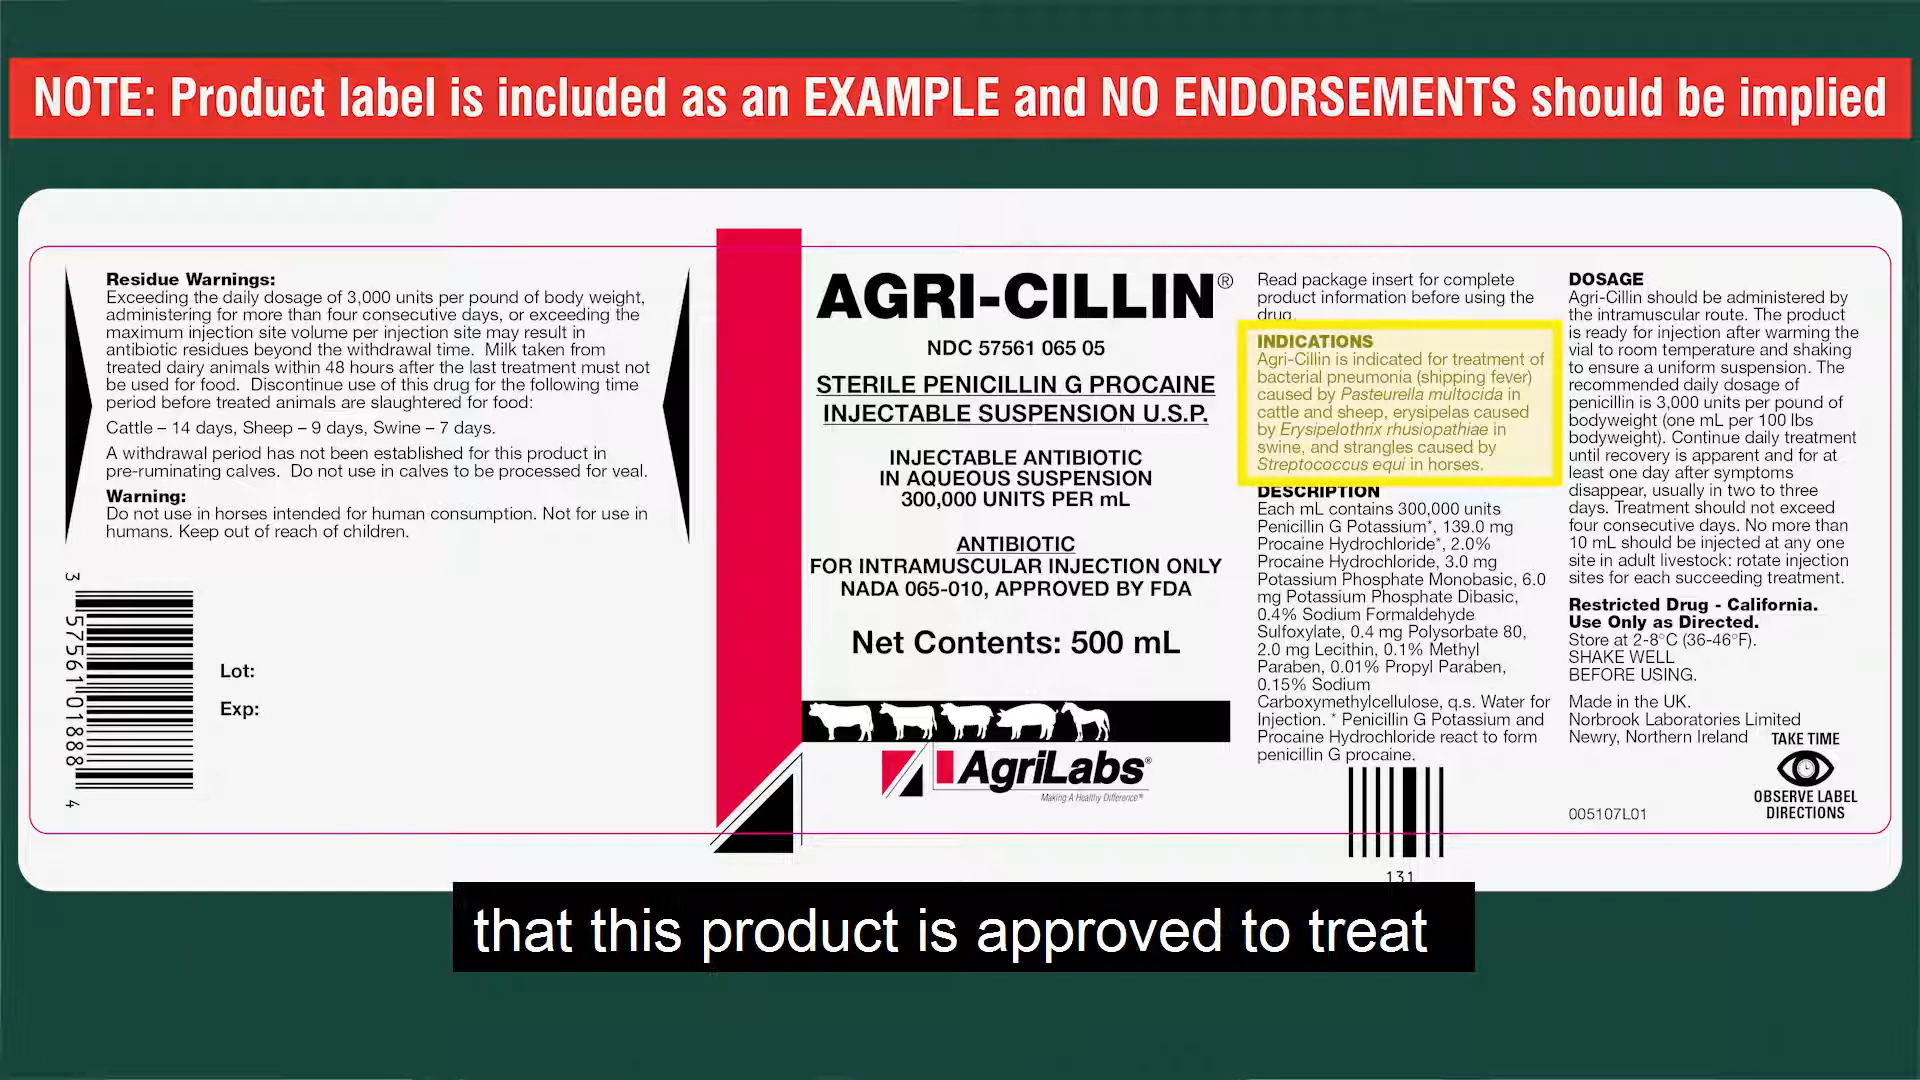 NOTE: Product label is included as an EXAMPLE and NO ENDORSEMENTS should be implied
Residue Warnings:
Exceeding the daily dosage of 3,000 units per pound of body weight,
administering for more than four consecutive days, or exceeding the
maximum injection site volume per injection site may result in
antibiotic residues beyond the withdrawal time. Milk taken from
treated dairy animals within 48 hours after the last treatment must not
be used for food. Discontinue use of this drug for the following time
period before treated animals are slaughtered for food:
Cattle – 14 days, Sheep – 9 days, Swine – 7 days.
A withdrawal period has not been established for this product in
pre-ruminating calves. Do not use in calves to be processed for veal.
Warning:
Do not use in horses intended for human consumption. Not for use in
humans. Keep out of reach of children.
3 57561 01888 4
Lot:
Exp:
AGRI-CILLIN®
NDC 57561 065 05
STERILE PENICILLIN G PROCAINE
INJECTABLE SUSPENSION U.S.P.
INJECTABLE ANTIBIOTIC
IN AQUEOUS SUSPENSION
300,000 UNITS PER mL
ANTIBIOTIC
FOR INTRAMUSCULAR INJECTION ONLY
NADA 065-010, APPROVED BY FDA
Net Contents: 500 mL
AgriLabs®
Making A Healthy Difference™
Read package insert for complete
product information before using the
drug.
INDICATIONS
Agri-Cillin is indicated for treatment of
bacterial pneumonia (shipping fever)
caused by Pasteurella multocida in
cattle and sheep, erysipelas caused
by Erysipelothrix rhusiopathiae in
swine, and strangles caused by
Streptococcus equi in horses.
DESCRIPTION
Each mL contains 300,000 units
Penicillin G Potassium*, 139.0 mg
Procaine Hydrochloride*, 2.0%
Procaine Hydrochloride, 3.0 mg
Potassium Phosphate Monobasic, 6.0
mg Potassium Phosphate Dibasic,
0.4% Sodium Formaldehyde
Sulfoxylate, 0.4 mg Polysorbate 80,
2.0 mg Lecithin, 0.1% Methyl
Paraben, 0.01% Propyl Paraben,
0.15% Sodium
Carboxymethylcellulose, q.s. Water for
Injection. * Penicillin G Potassium and
Procaine Hydrochloride react to form
penicillin G procaine.
131
DOSAGE
Agri-Cillin should be administered by
the intramuscular route. The product
is ready for injection after warming the
vial to room temperature and shaking
to ensure a uniform suspension. The
recommended daily dosage of
penicillin is 3,000 units per pound of
bodyweight (one mL per 100 lbs
bodyweight). Continue daily treatment
until recovery is apparent and for at
least one day after symptoms
disappear, usually in two to three
days. Treatment should not exceed
four consecutive days. No more than
10 mL should be injected at any one
site in adult livestock: rotate injection
sites for each succeeding treatment.
Restricted Drug - California.
Use Only as Directed.
Store at 2-8°C (36-46°F).
SHAKE WELL
BEFORE USING.
Made in the UK.
Norbrook Laboratories Limited
Newry, Northern Ireland
005107L01
TAKE TIME
OBSERVE LABEL
DIRECTIONS
that this product is approved to treat